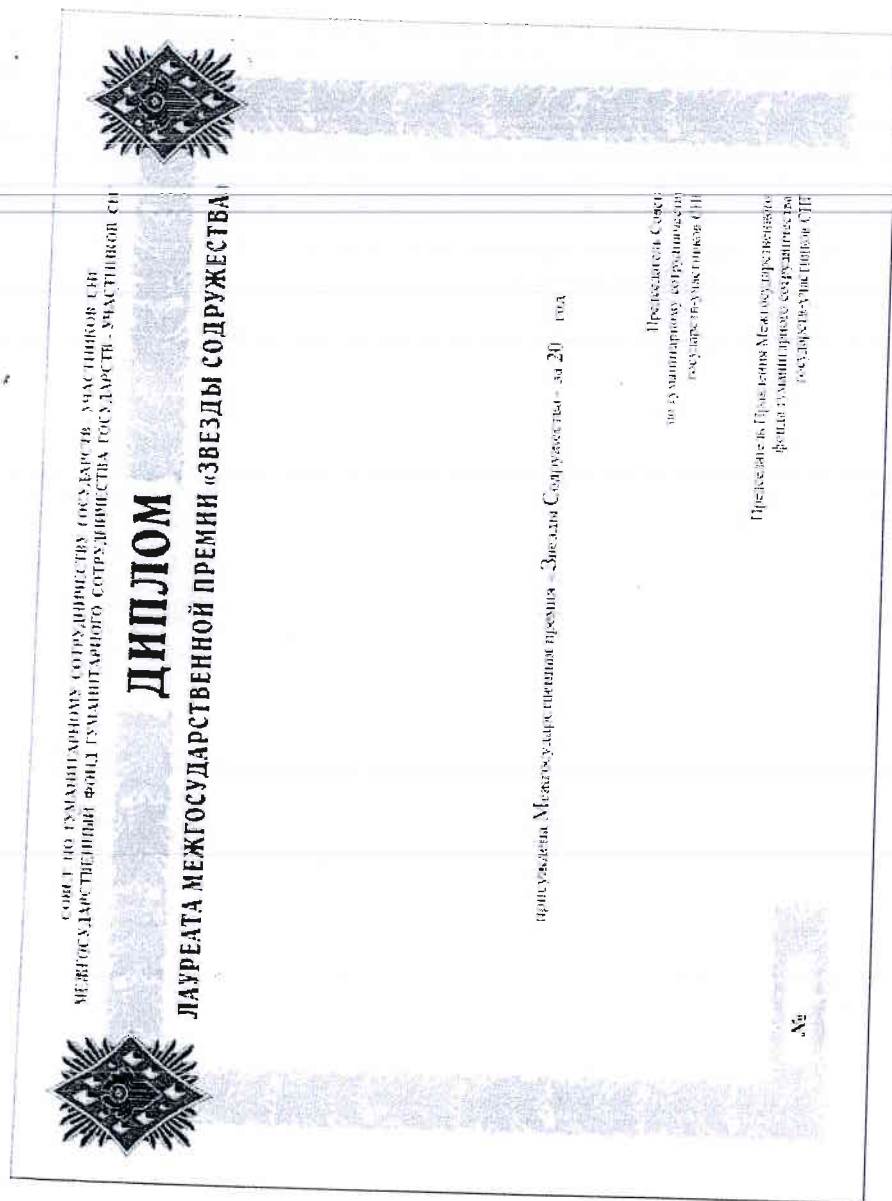 СОВЕТ ПО ГУМАНИТАРНОМУ СОТРУДНИЧЕСТВУ ГОСУДАРСТВ - УЧАСТНИКОВ СНГ
МЕЖГОСУДАРСТВЕННЫЙ ФОНД ГУМАНИТАРНОГО СОТРУДНИЧЕСТВА ГОСУДАРСТВ - УЧАСТНИКОВ СНГ
ДИПЛОМ
ЛАУРЕАТА МЕЖГОСУДАРСТВЕННОЙ ПРЕМИИ «ЗВЕЗДЫ СОДРУЖЕСТВА»
присуждена Межгосударственная премия «Звезды Содружества» за 20 год
Председатель Совета
по гуманитарному сотрудничеству
государств-участников СНГ
Председатель Правления Межгосударственного
фонда гуманитарного сотрудничества
государств-участников СНГ
№